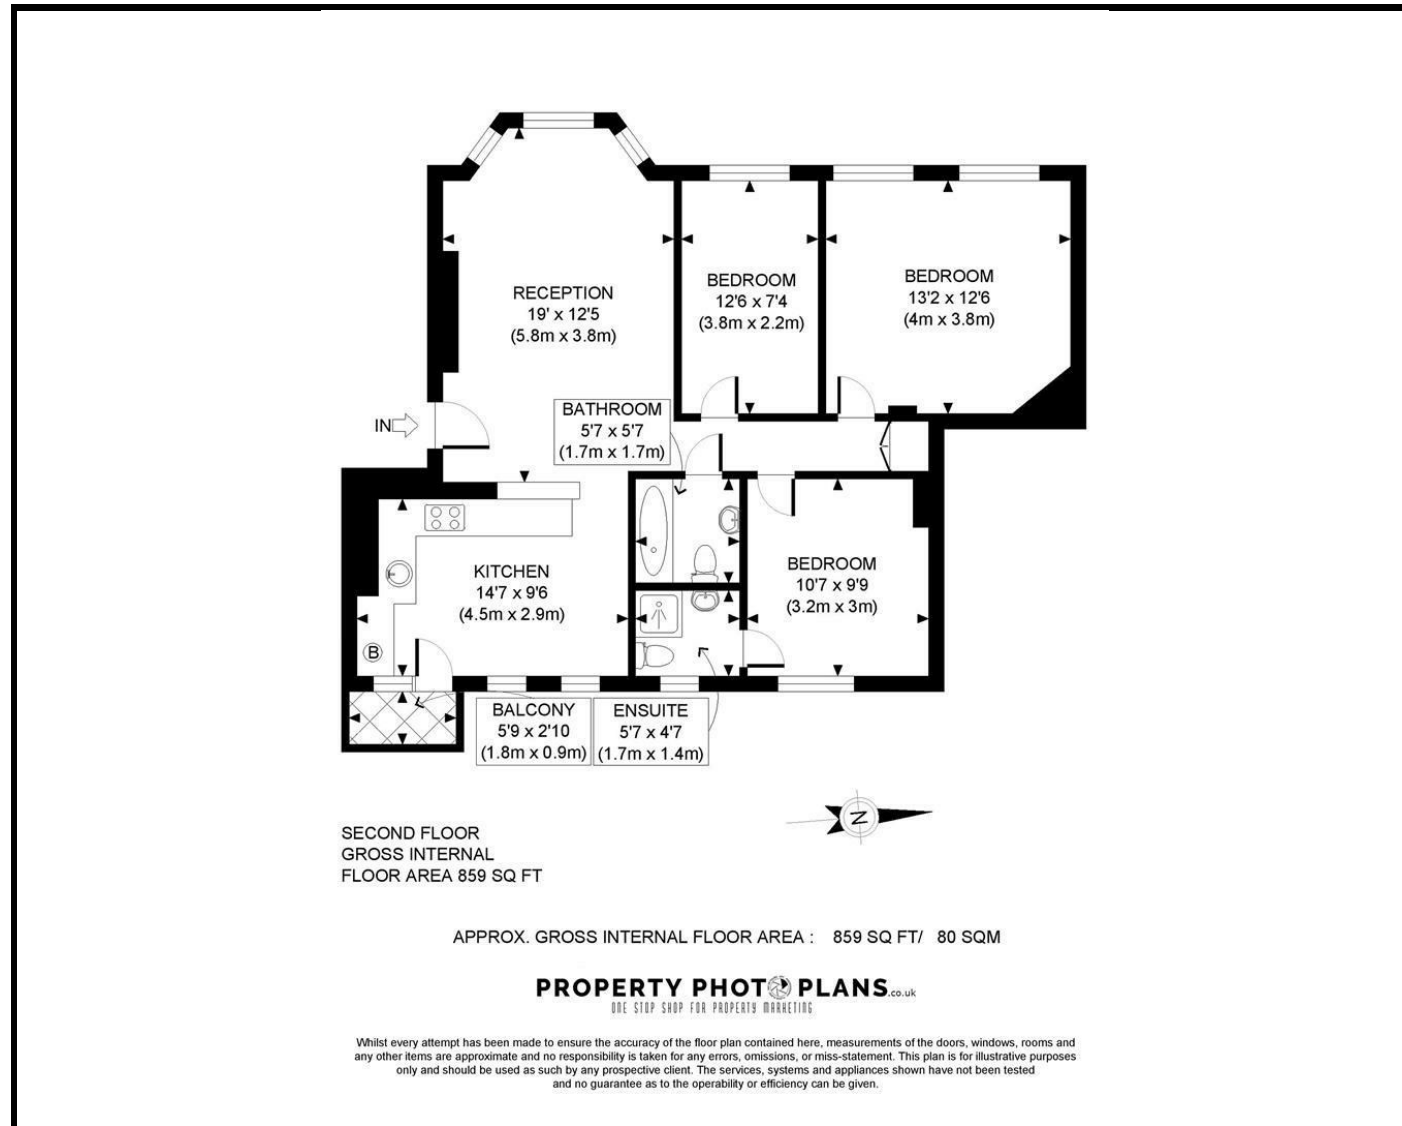 RECEPTION
19' x 12'5
(5.8m x 3.8m)
BEDROOM
12'6 x 7'4
(3.8m x 2.2m)
BEDROOM
13'2 x 12'6
(4m x 3.8m)
IN
BATHROOM
5'7 x 5'7
(1.7m x 1.7m)
KITCHEN
14'7 x 9'6
(4.5m x 2.9m)
B
BEDROOM
10'7 x 9'9
(3.2m x 3m)
BALCONY
5'9 x 2'10
(1.8m x 0.9m)
ENSUITE
5'7 x 4'7
(1.7m x 1.4m)
N
SECOND FLOOR
GROSS INTERNAL
FLOOR AREA 859 SQ FT
APPROX. GROSS INTERNAL FLOOR AREA : 859 SQ FT/ 80 SQM
PROPERTY PHOTO PLANS.co.uk
ONE STOP SHOP FOR PROPERTY MARKETING
Whilst every attempt has been made to ensure the accuracy of the floor plan contained here, measurements of the doors, windows, rooms and
any other items are approximate and no responsibility is taken for any errors, omissions, or miss-statement. This plan is for illustrative purposes
only and should be used as such by any prospective client. The services, systems and appliances shown have not been tested
and no guarantee as to the operability or efficiency can be given.